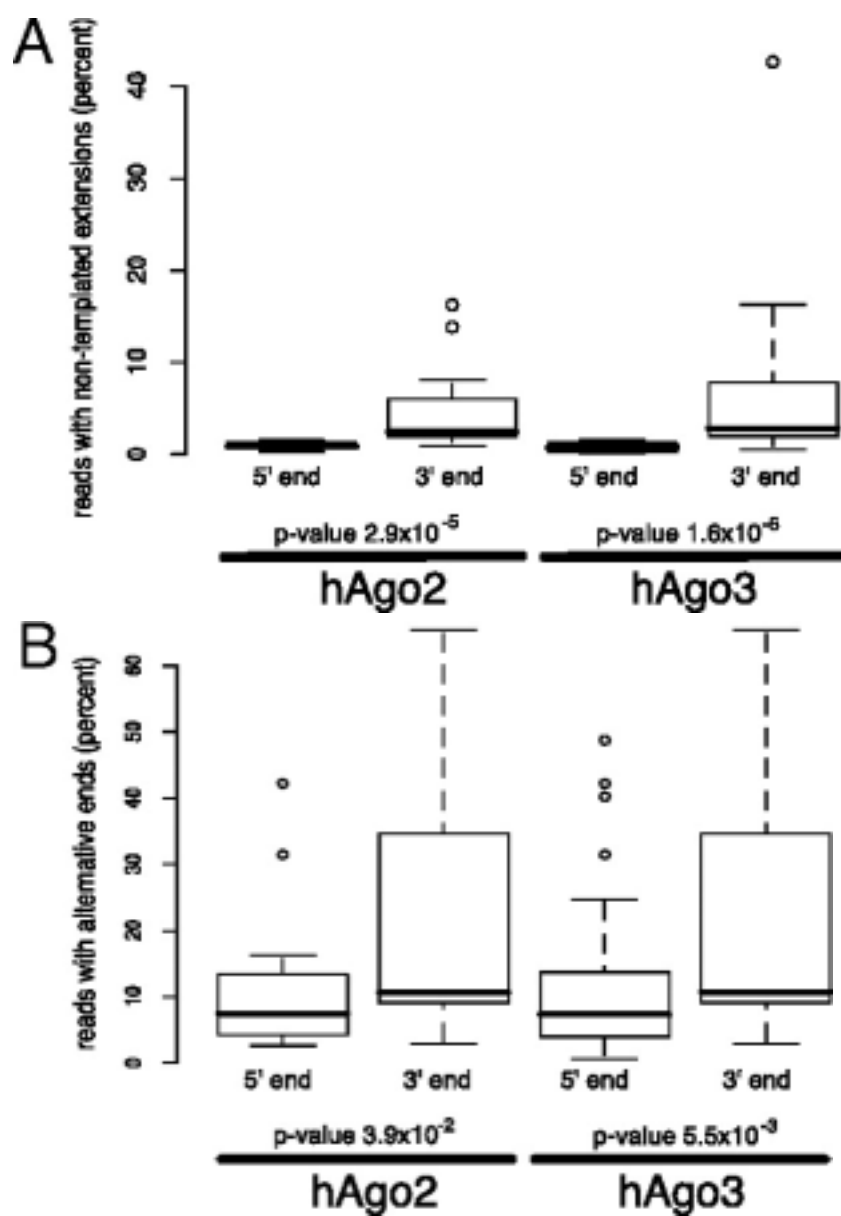 A
reads with non-templated extensions (percent)
40
30
20
10
0
5' end 3' end 5' end 3' end
p-value 2.9x10-5 p-value 1.6x10-6
hAgo2 hAgo3
B
reads with alternative ends (percent)
60
50
40
30
20
10
0
5' end 3' end 5' end 3' end
p-value 3.9x10-2 p-value 5.5x10-3
hAgo2 hAgo3